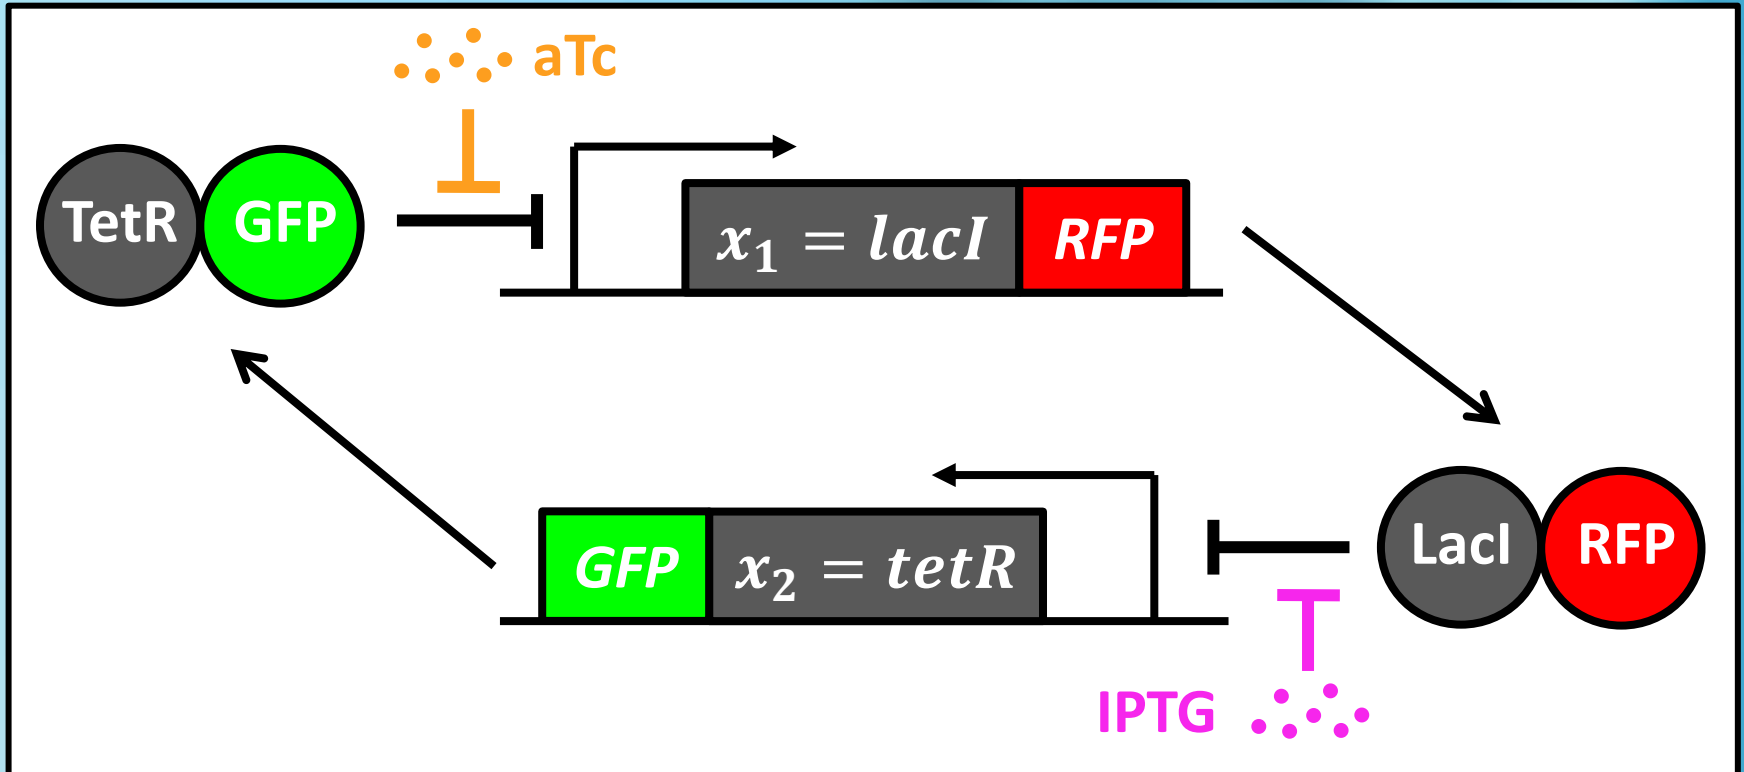 aTc
TetR GFP
x₁ = lacI RFP
GFP x₂ = tetR
LacI RFP
IPTG